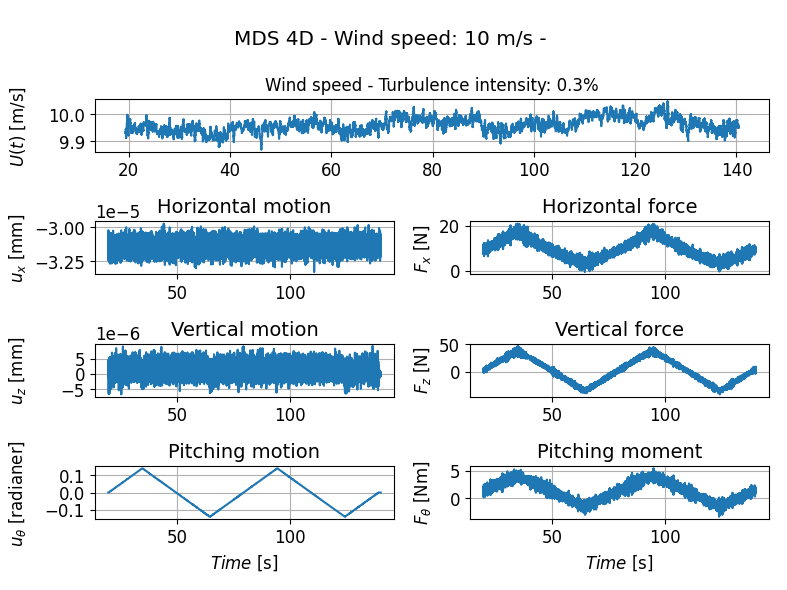 MDS 4D - Wind speed: 10 m/s -
Wind speed - Turbulence intensity: 0.3%
U(t) [m/s]
10.0
9.9
20 40 60 80 100 120 140
1e−5 Horizontal motion
u_x [mm]
−3.00
−3.25
50 100
Horizontal force
F_x [N]
20
0
50 100
1e−6 Vertical motion
u_z [mm]
5
0
−5
50 100
Vertical force
F_z [N]
50
0
50 100
Pitching motion
u_θ [radianer]
0.1
0.0
−0.1
50 100
Time [s]
Pitching moment
F_θ [Nm]
5
0
50 100
Time [s]